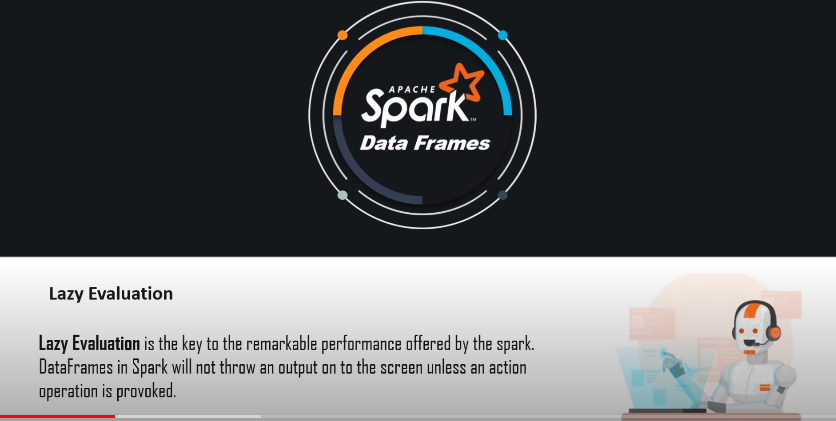 APACHE
Spark™
Data Frames
Lazy Evaluation
Lazy Evaluation is the key to the remarkable performance offered by the spark.
DataFrames in Spark will not throw an output on to the screen unless an action
operation is provoked.